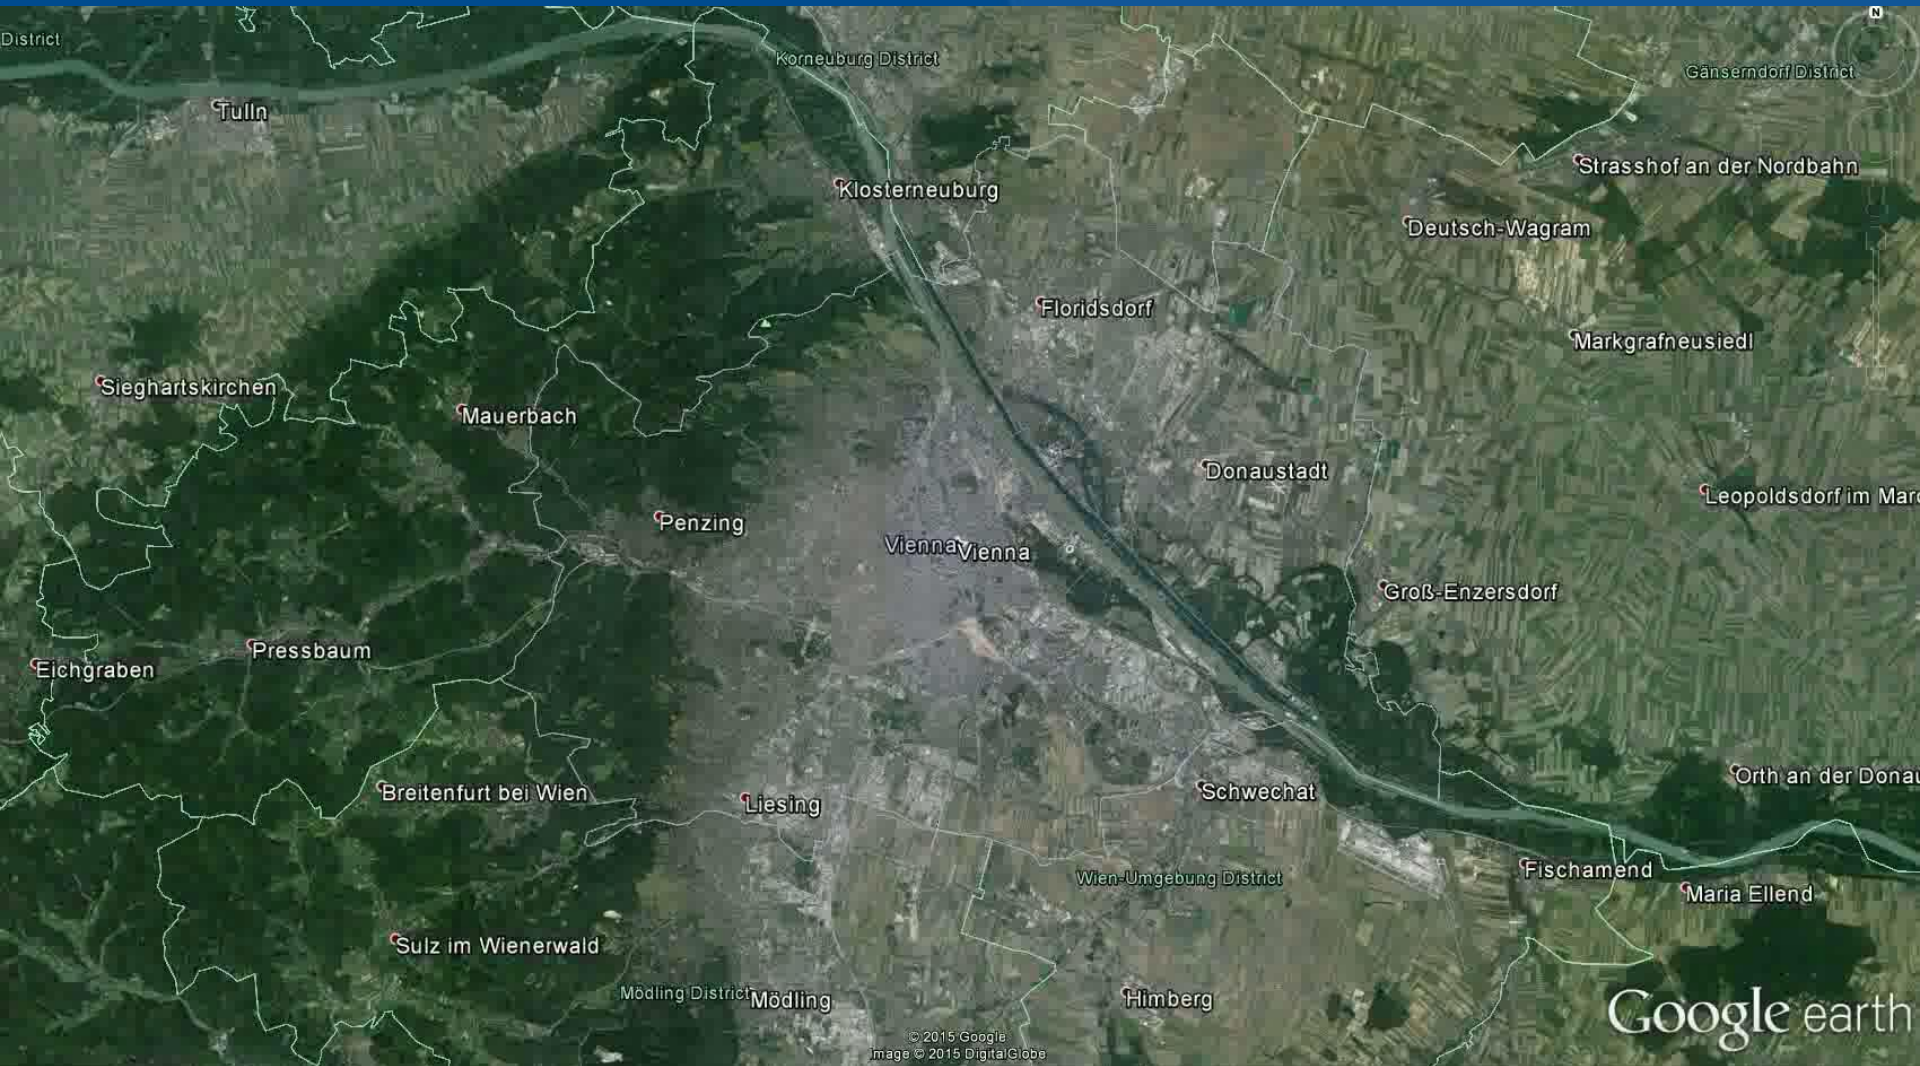 N
District
Korneuburg District
Gänserndorf District
Tulln
Strasshof an der Nordbahn
Klosterneuburg
Deutsch-Wagram
Floridsdorf
Markgrafneusiedl
Sieghartskirchen
Mauerbach
Donaustadt
Leopoldsdorf im Marc
Penzing
Vienna
Vienna
Groß-Enzersdorf
Pressbaum
Eichgraben
Orth an der Donau
Breitenfurt bei Wien
Liesing
Schwechat
Fischamend
Wien-Umgebung District
Maria Ellend
Sulz im Wienerwald
Mödling District
Mödling
Himberg
Google earth
© 2015 Google
Image © 2015 DigitalGlobe